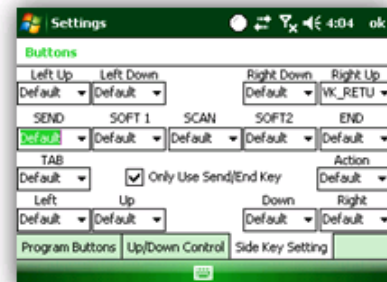 Settings 4:04 ok
Buttons
Left Up Left Down Right Down Right Up
Default Default Default VK_RETU
SEND SOFT 1 SCAN SOFT2 END
Default Default Default Default Default
TAB Action
Default Only Use Send/End Key Default
Left Up Down Right
Default Default Default Default
Program Buttons Up/Down Control Side Key Setting